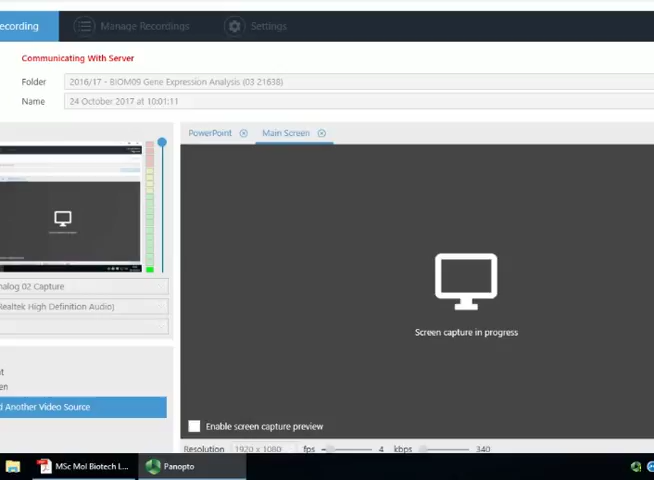 ecording Manage Recordings Settings
Communicating With Server
Folder 2016/17 - BIOM09 Gene Expression Analysis (03 21638)
Name 24 October 2017 at 10:01:11
PowerPoint Main Screen
nalog 02 Capture
Realtek High Definition Audio)
Screen capture in progress
d Another Video Source
Enable screen capture preview
Resolution 1920 x 1080 fps 4 kbps 340
MSc Mol Biotech L... Panopto